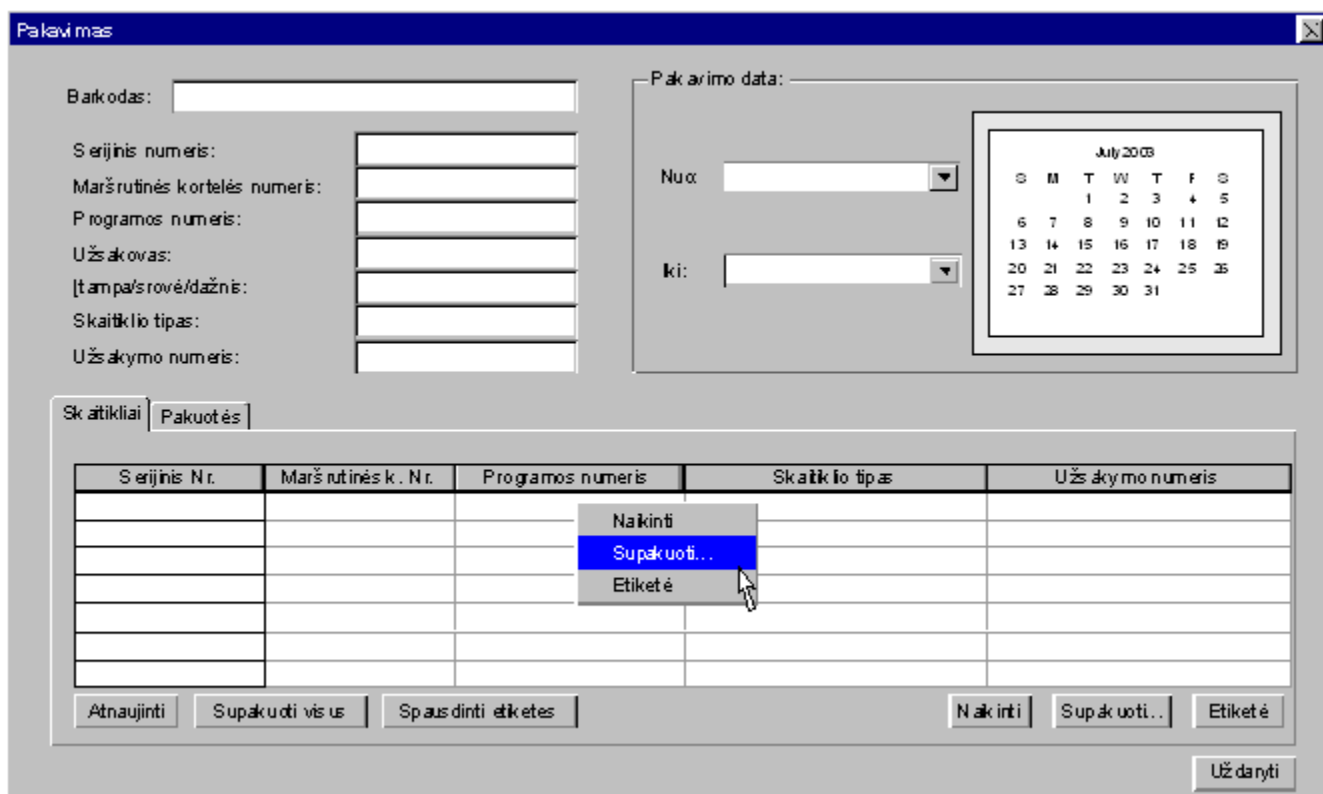 Pakavimas
Barkodas:
Serijinis numeris:
Maršrutinės kortelės numeris:
Programos numeris:
Užsakovas:
Įtampa/srovė/dažnis:
Skaitiklio tipas:
Užsakymo numeris:
Pakavimo data:
Nuo:
Iki:
July 2003
S M T W T F S
1 2 3 4 5
6 7 8 9 10 11 12
13 14 15 16 17 18 19
20 21 22 23 24 25 26
27 28 29 30 31
Skaitikliai Pakuotės
Serijinis Nr. Maršrutinės k. Nr. Programos numeris Skaitiklio tipas Užsakymo numeris
Naikinti
Supakuoti...
Etiketė
Atnaujinti Supakuoti visus Spausdinti etiketes Naikinti Supakuoti... Etiketė
Uždaryti